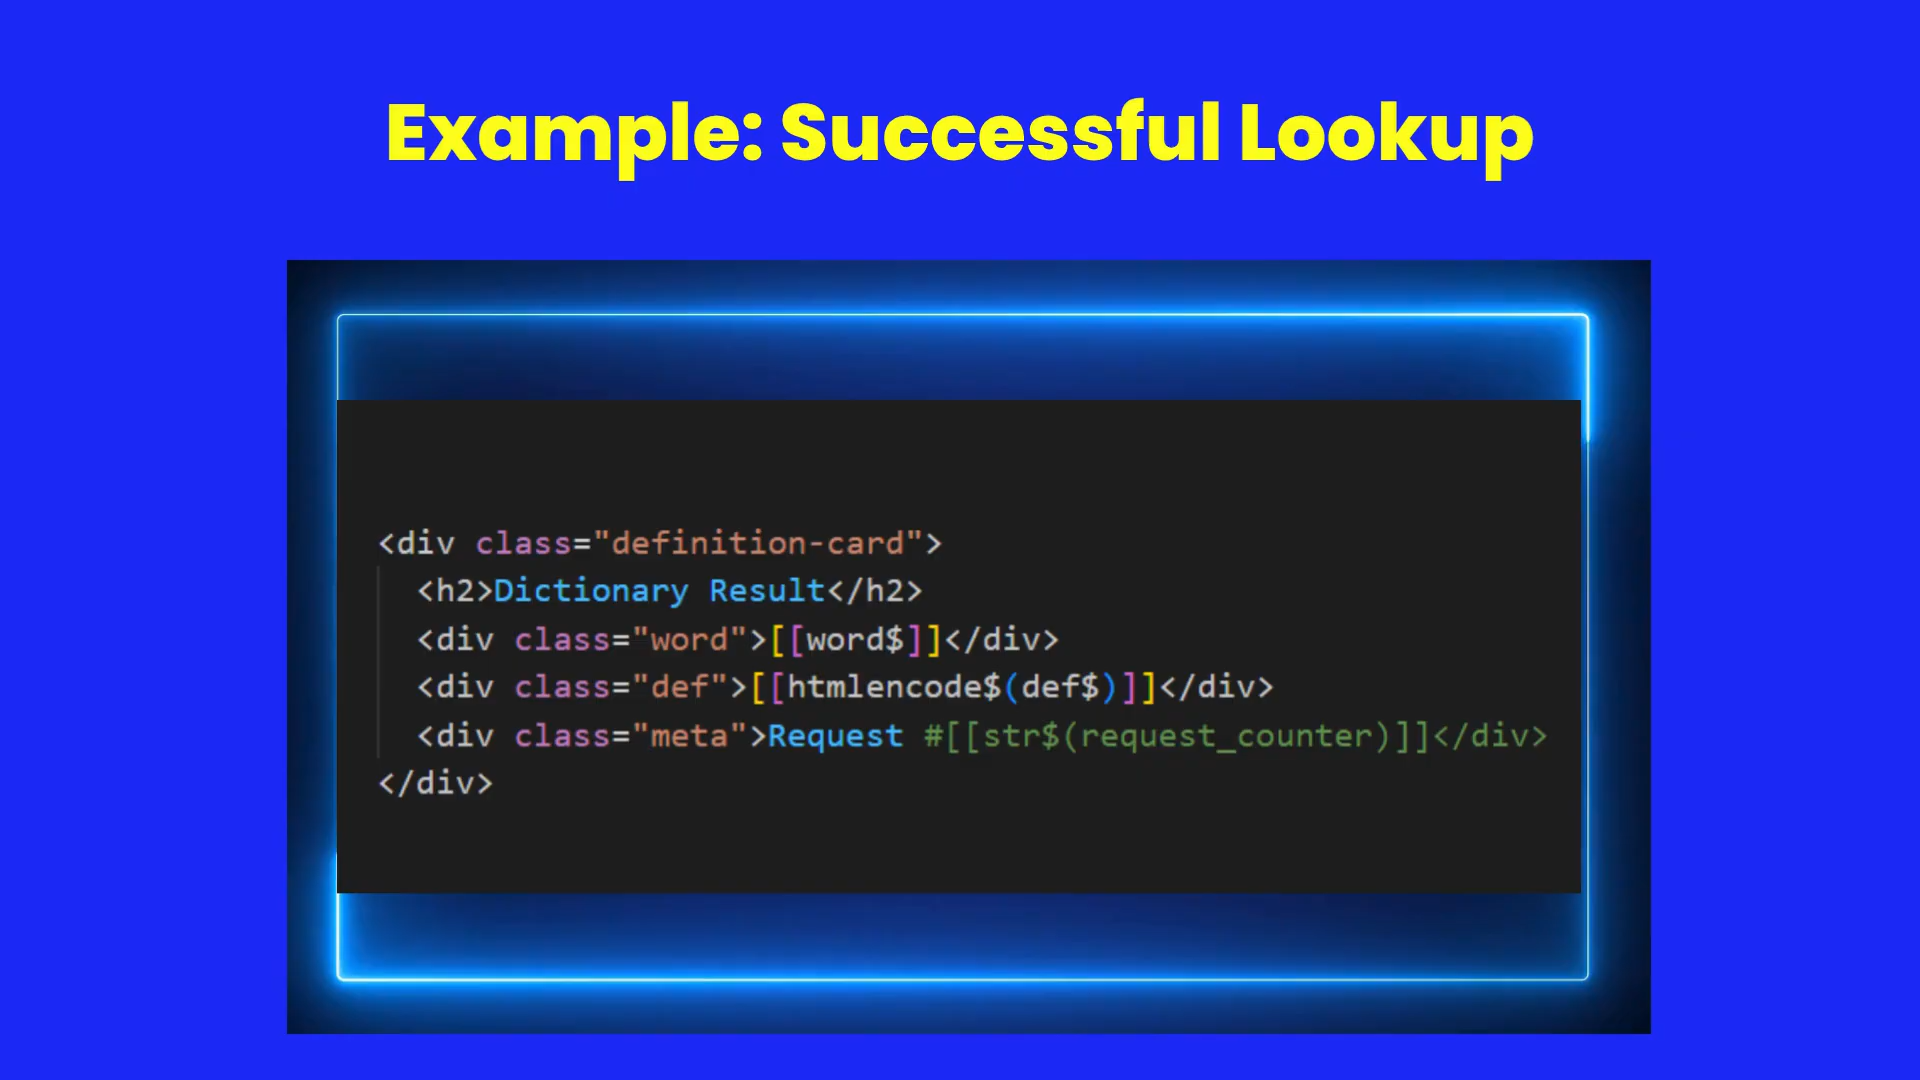 Example: Successful Lookup
<div class="definition-card">
<h2>Dictionary Result</h2>
<div class="word">[[word$]]</div>
<div class="def">[[htmlencode$(def$)]]</div>
<div class="meta">Request #[[str$(request_counter)]]</div>
</div>